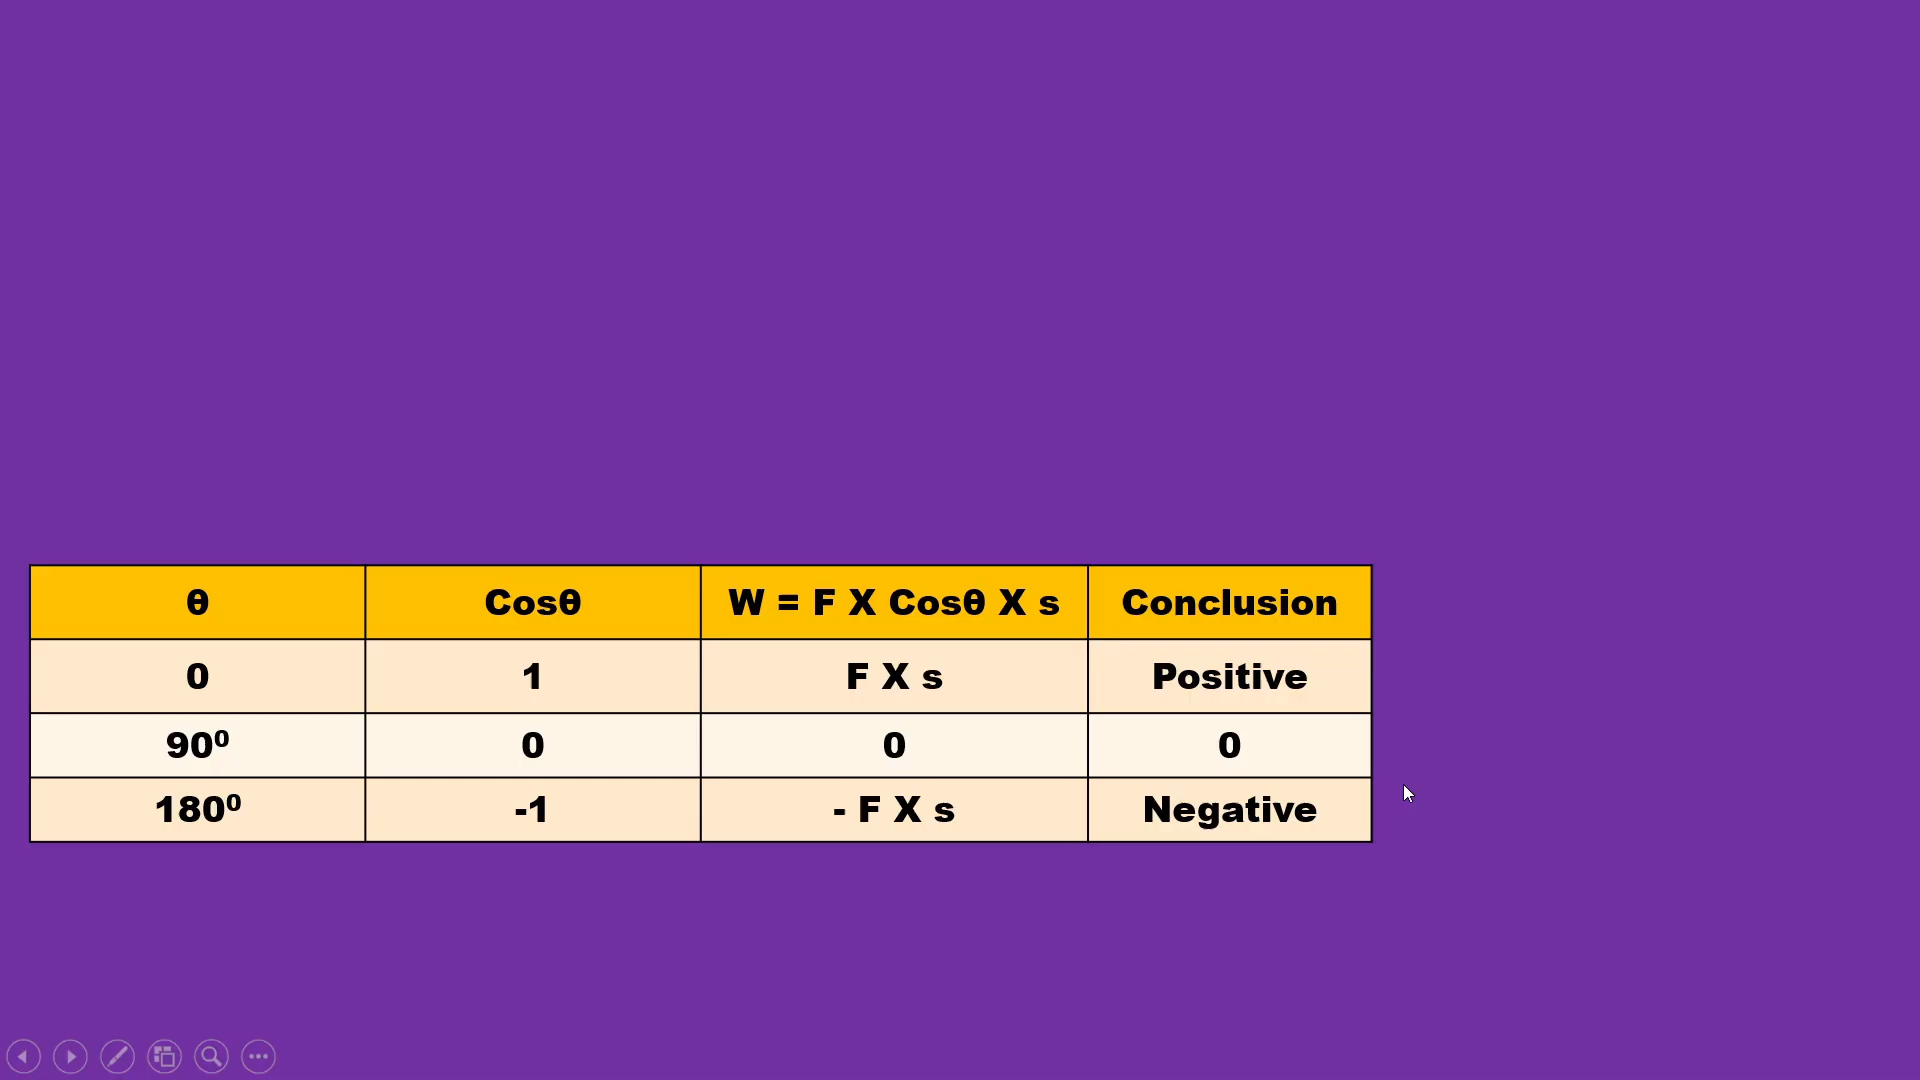 θ Cosθ W = F X Cosθ X s Conclusion
0 1 F X s Positive
90⁰ 0 0 0
180⁰ -1 - F X s Negative